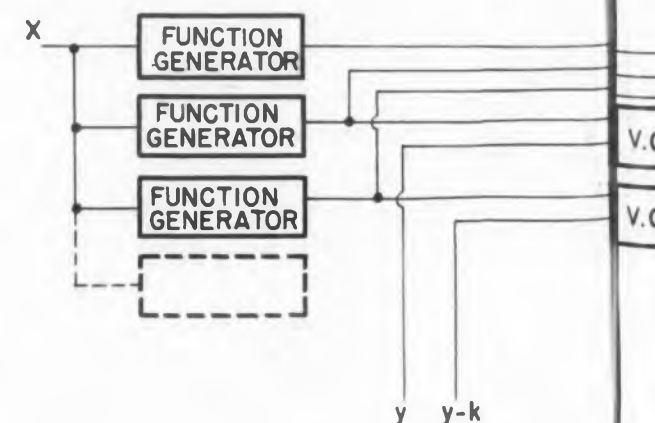 X
FUNCTION
GENERATOR
FUNCTION
GENERATOR
V.C
FUNCTION
GENERATOR
V.C
y y-k